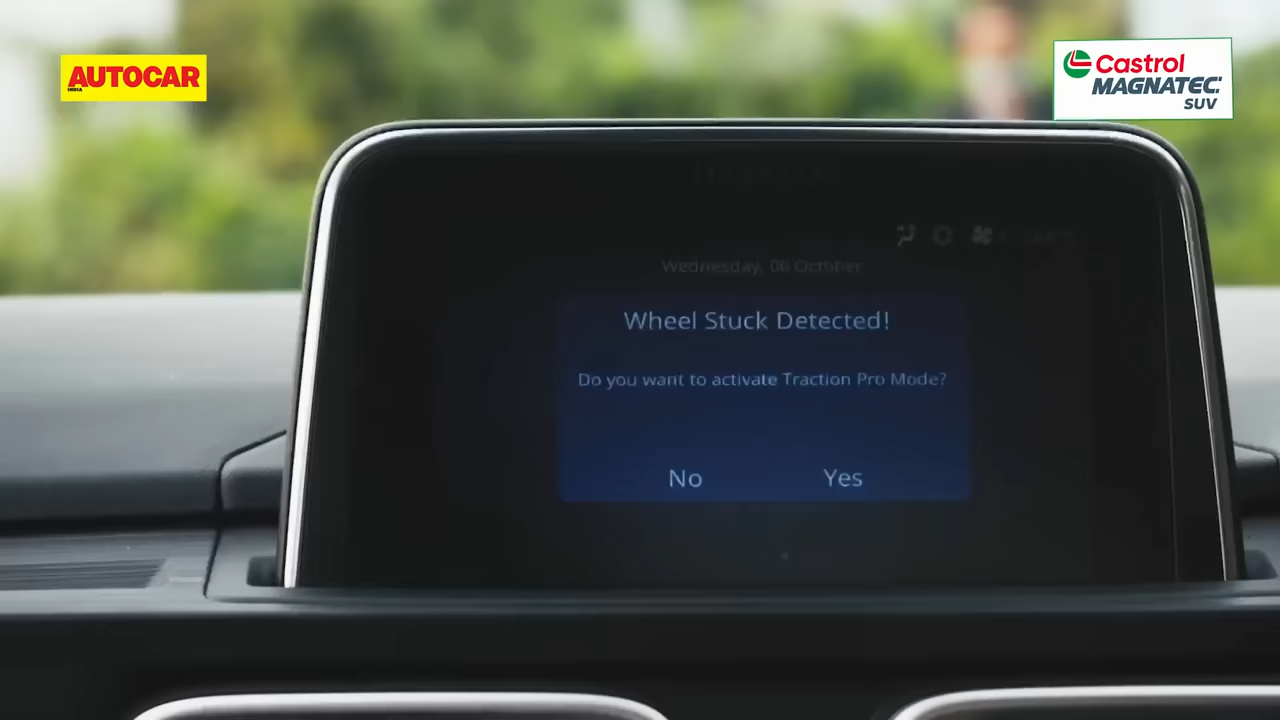 AUTOCAR
INDIA
Castrol
MAGNATEC
SUV
Wednesday, 08 October
Wheel Stuck Detected!
Do you want to activate Traction Pro Mode?
No Yes